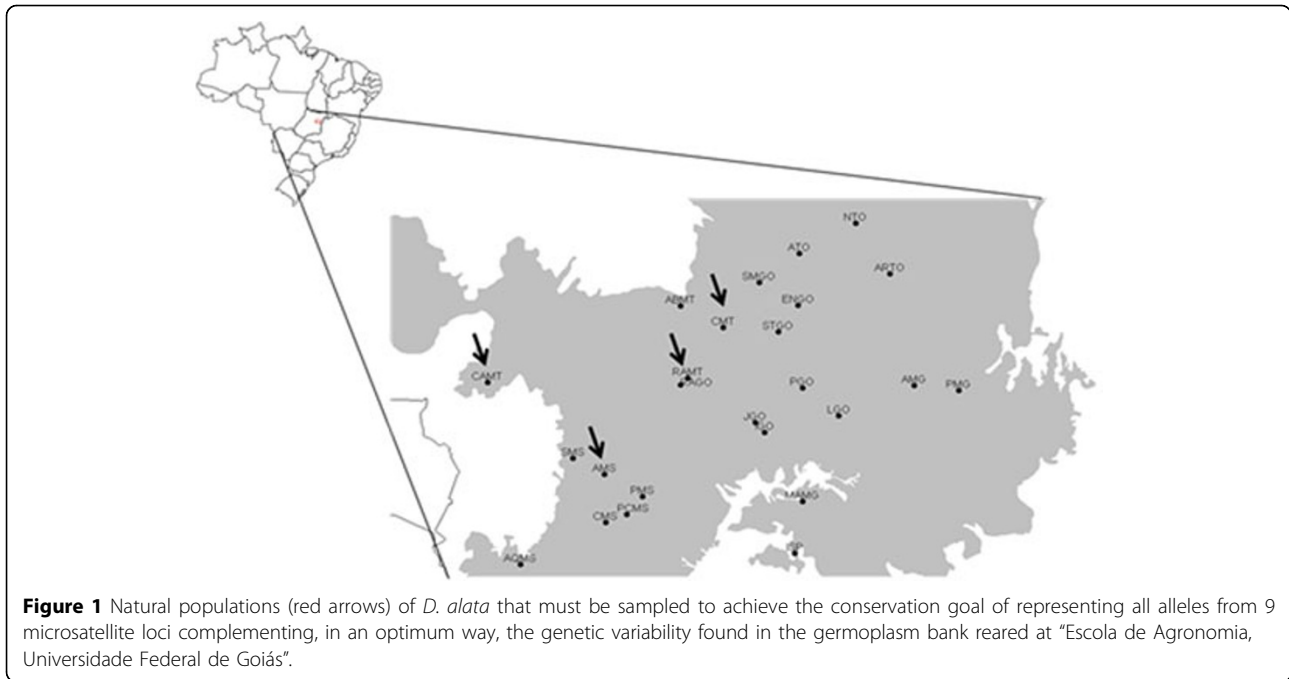 NTO
ATO
ARTO
SMGO
ABMT
ENGO
CMT
STGO
CAMT
RAMT
PGO
AMG
PMG
LGO
JGO
SMS
AMS
PMS
MAMG
PCMS
CMS
AQMS
Figure 1 Natural populations (red arrows) of D. alata that must be sampled to achieve the conservation goal of representing all alleles from 9
microsatellite loci complementing, in an optimum way, the genetic variability found in the germoplasm bank reared at “Escola de Agronomia,
Universidade Federal de Goiás”.